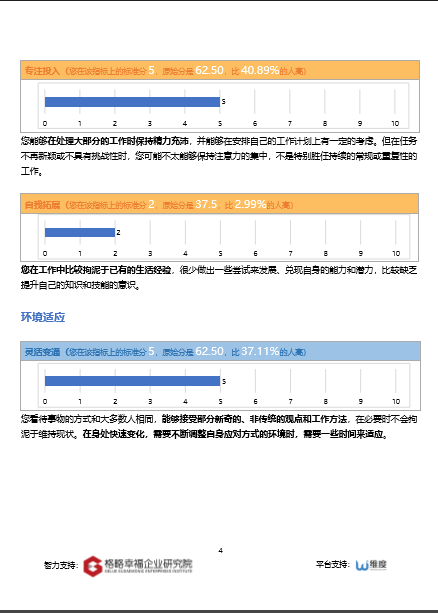 专注投入（您在该指标上的标准分 5，原始分是 62.50，比 40.89%的人高）
5
0 1 2 3 4 5 6 7 8 9 10
您能够在处理大部分的工作时保持精力充沛，并能够在安排自己的工作计划上有一定的考虑。但在任务
不再新颖或不具有挑战性时，您可能不太能够保持注意力的集中，不是特别胜任持续的常规或重复性的
工作。
自我拓展（您在该指标上的标准分 2，原始分是 37.5，比 2.99%的人高）
2
0 1 2 3 4 5 6 7 8 9 10
您在工作中比较拘泥于已有的生活经验，很少做出一些尝试来发展、兑现自身的能力和潜力，比较缺乏
提升自己的知识和技能的意识。
环境适应
灵活变通（您在该指标上的标准分 5，原始分是 62.50，比 37.11%的人高）
5
0 1 2 3 4 5 6 7 8 9 10
您看待事物的方式和大多数人相同，能够接受部分新奇的、非传统的观点和工作方法，在必要时不会拘
泥于维持现状。在身处快速变化，需要不断调整自身应对方式的环境时，需要一些时间来适应。
4
智力支持： 格略幸福企业研究院
平台支持： 维度